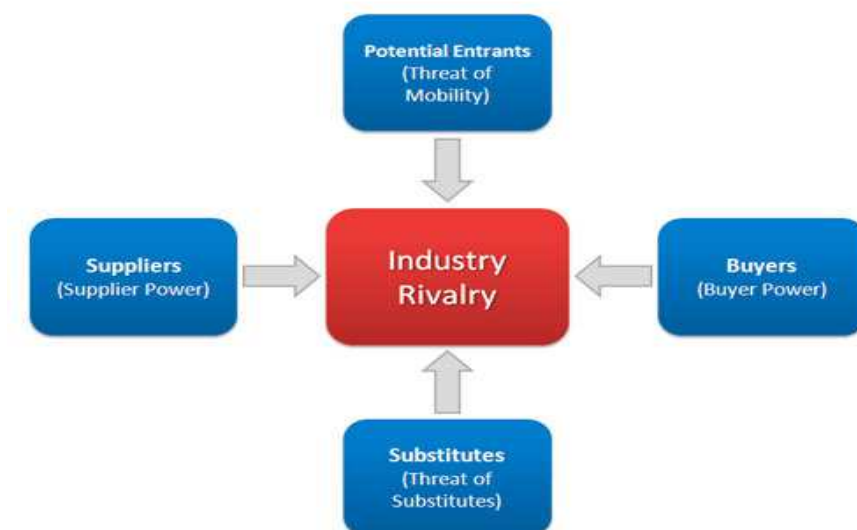 Potential Entrants
(Threat of
Mobility)
Suppliers
(Supplier Power)
Industry
Rivalry
Buyers
(Buyer Power)
Substitutes
(Threat of
Substitutes)